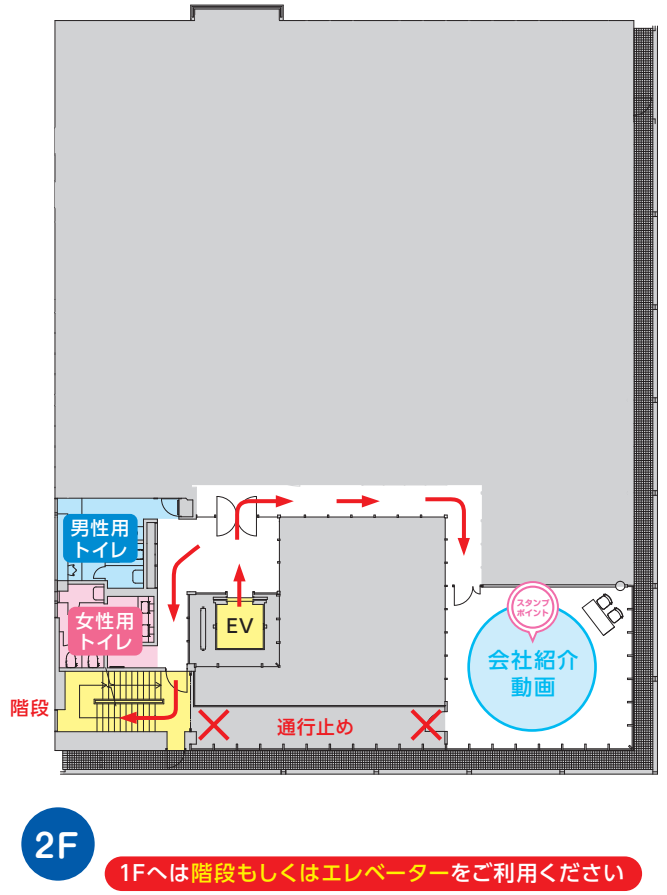 男性用
トイレ
女性用
トイレ
EV
スタンプ
ポイント
会社紹介
動画
階段
通行止め
2F
1Fへは階段もしくはエレベーターをご利用ください